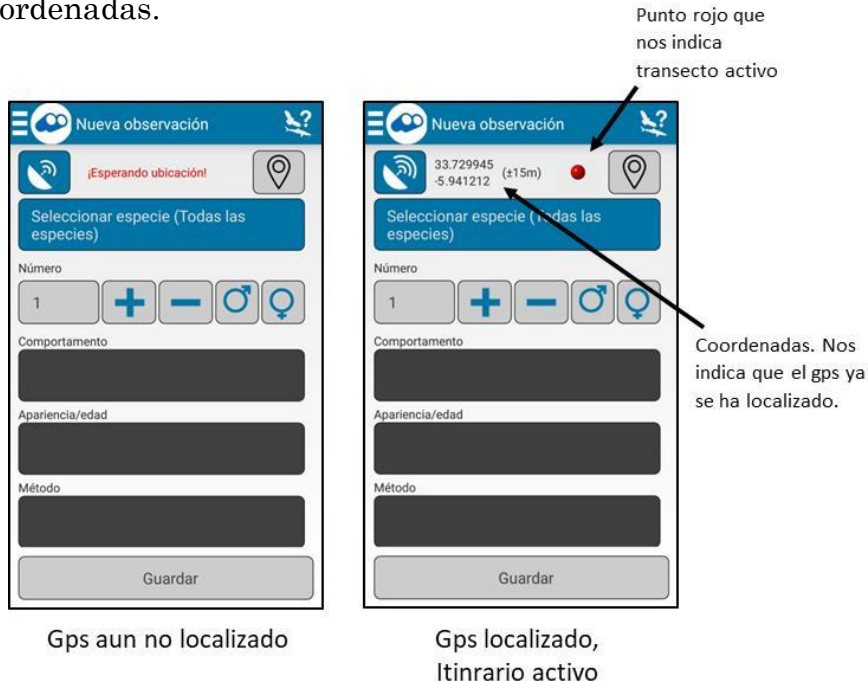 ordenadas.
Punto rojo que
nos indica
transecto activo
Nueva observación
?
¡Esperando ubicación!
Seleccionar especie (Todas las
especies)
Número
1
Comportamento
Apariencia/edad
Método
Guardar
Gps aun no localizado
Nueva observación
?
33.729945
-5.941212
(±15m)
Seleccionar especie (Todas las
especies)
Número
1
Comportamento
Apariencia/edad
Método
Guardar
Gps localizado,
Itinrario activo
Coordenadas. Nos
indica que el gps ya
se ha localizado.